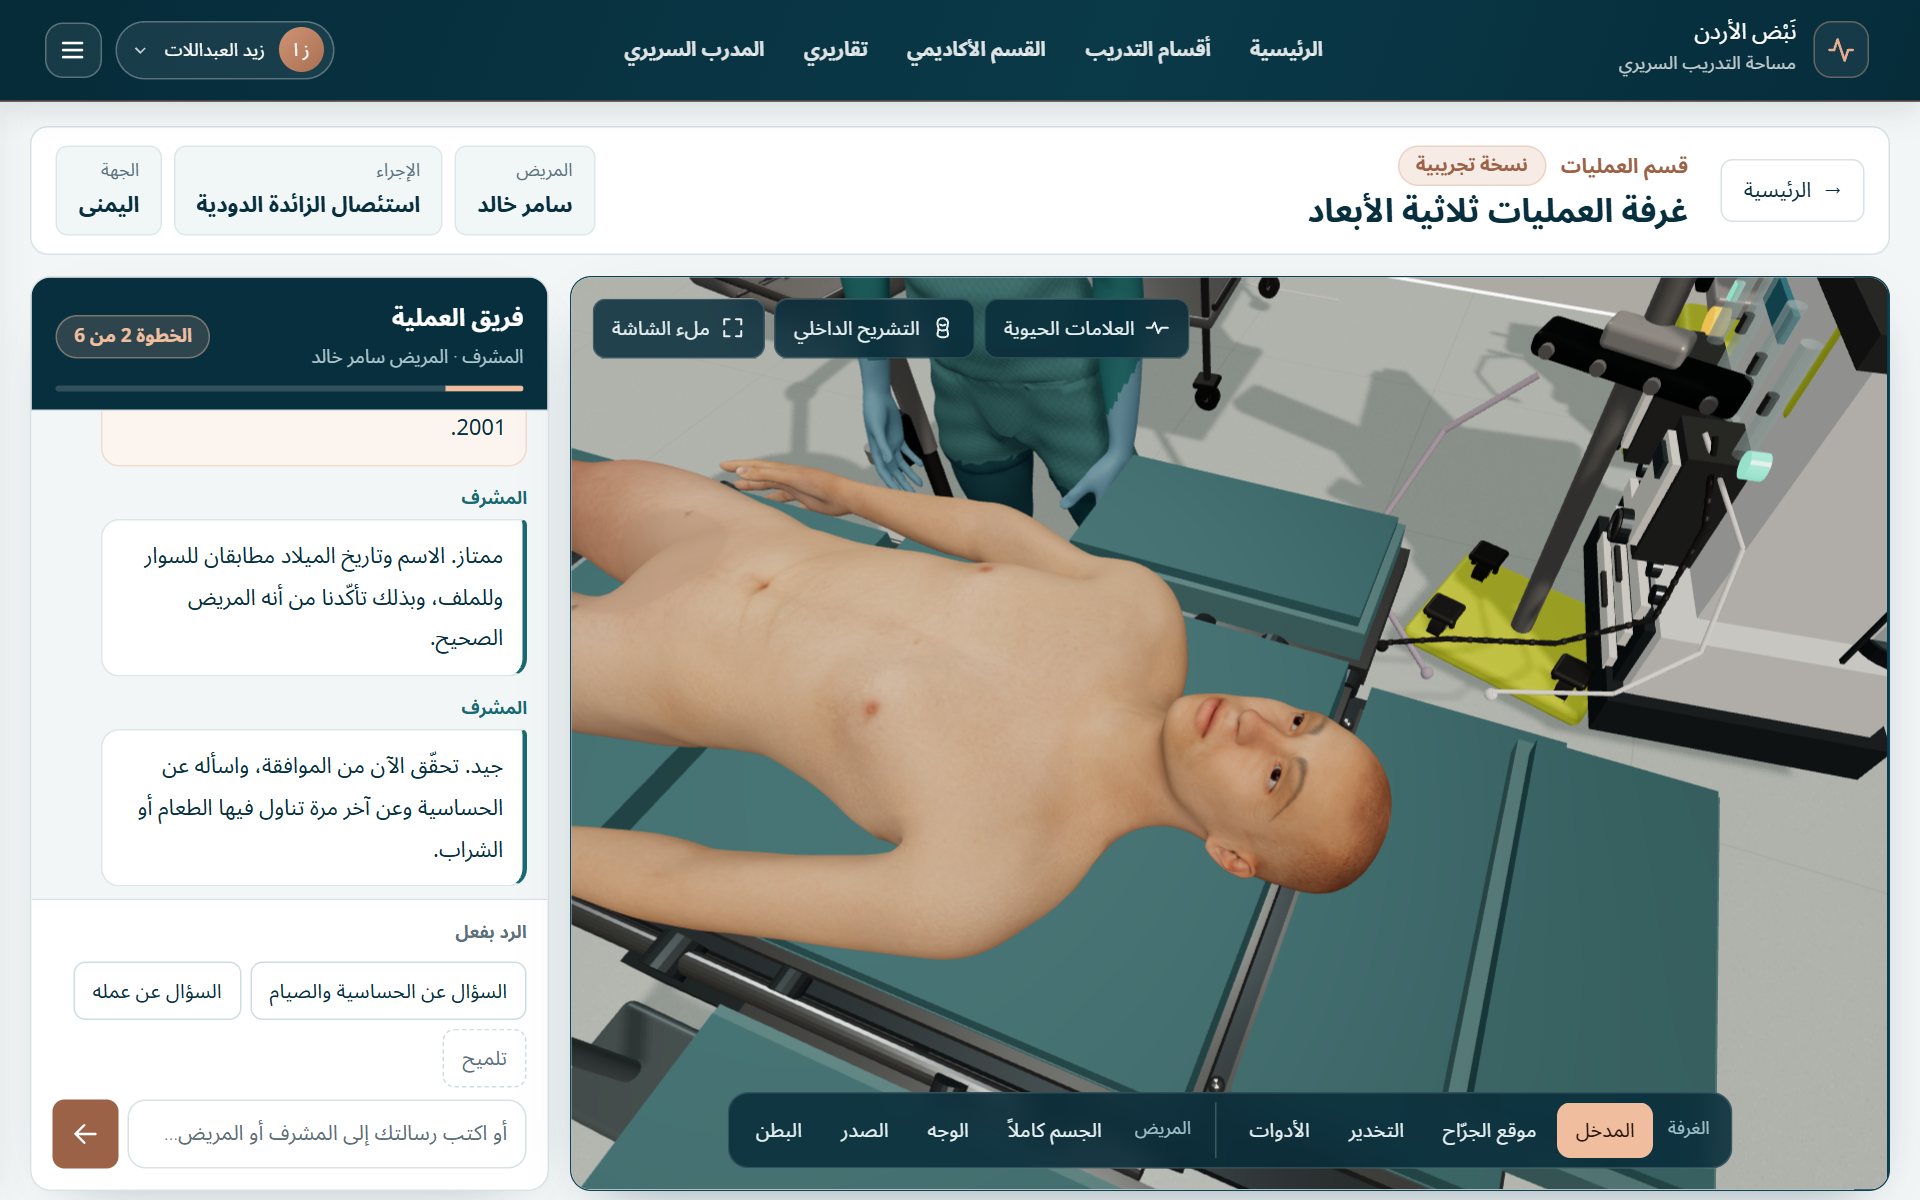 نَبْض الأردن
مساحة التدريب السريري
الرئيسية
أقسام التدريب
القسم الأكاديمي
تقاريري
المدرب السريري
ز ا
زيد العبداللات
→ الرئيسية
قسم العمليات
نسخة تجريبية
غرفة العمليات ثلاثية الأبعاد
المريض
سامر خالد
الإجراء
استئصال الزائدة الدودية
الجهة
اليمنى
العلامات الحيوية
التشريح الداخلي
ملء الشاشة
الغرفة
المدخل
موقع الجرّاح
التخدير
الأدوات
المريض
الجسم كاملاً
الوجه
الصدر
البطن
فريق العملية
المشرف · المريض سامر خالد
الخطوة 2 من 6
2001.
المشرف
ممتاز. الاسم وتاريخ الميلاد مطابقان للسوار
وللملف، وبذلك تأكّدنا من أنه المريض
الصحيح.
المشرف
جيد. تحقّق الآن من الموافقة، واسأله عن
الحساسية وعن آخر مرة تناول فيها الطعام أو
الشراب.
الرد بفعل
السؤال عن الحساسية والصيام
السؤال عن عمله
تلميح
أو اكتب رسالتك إلى المشرف أو المريض...